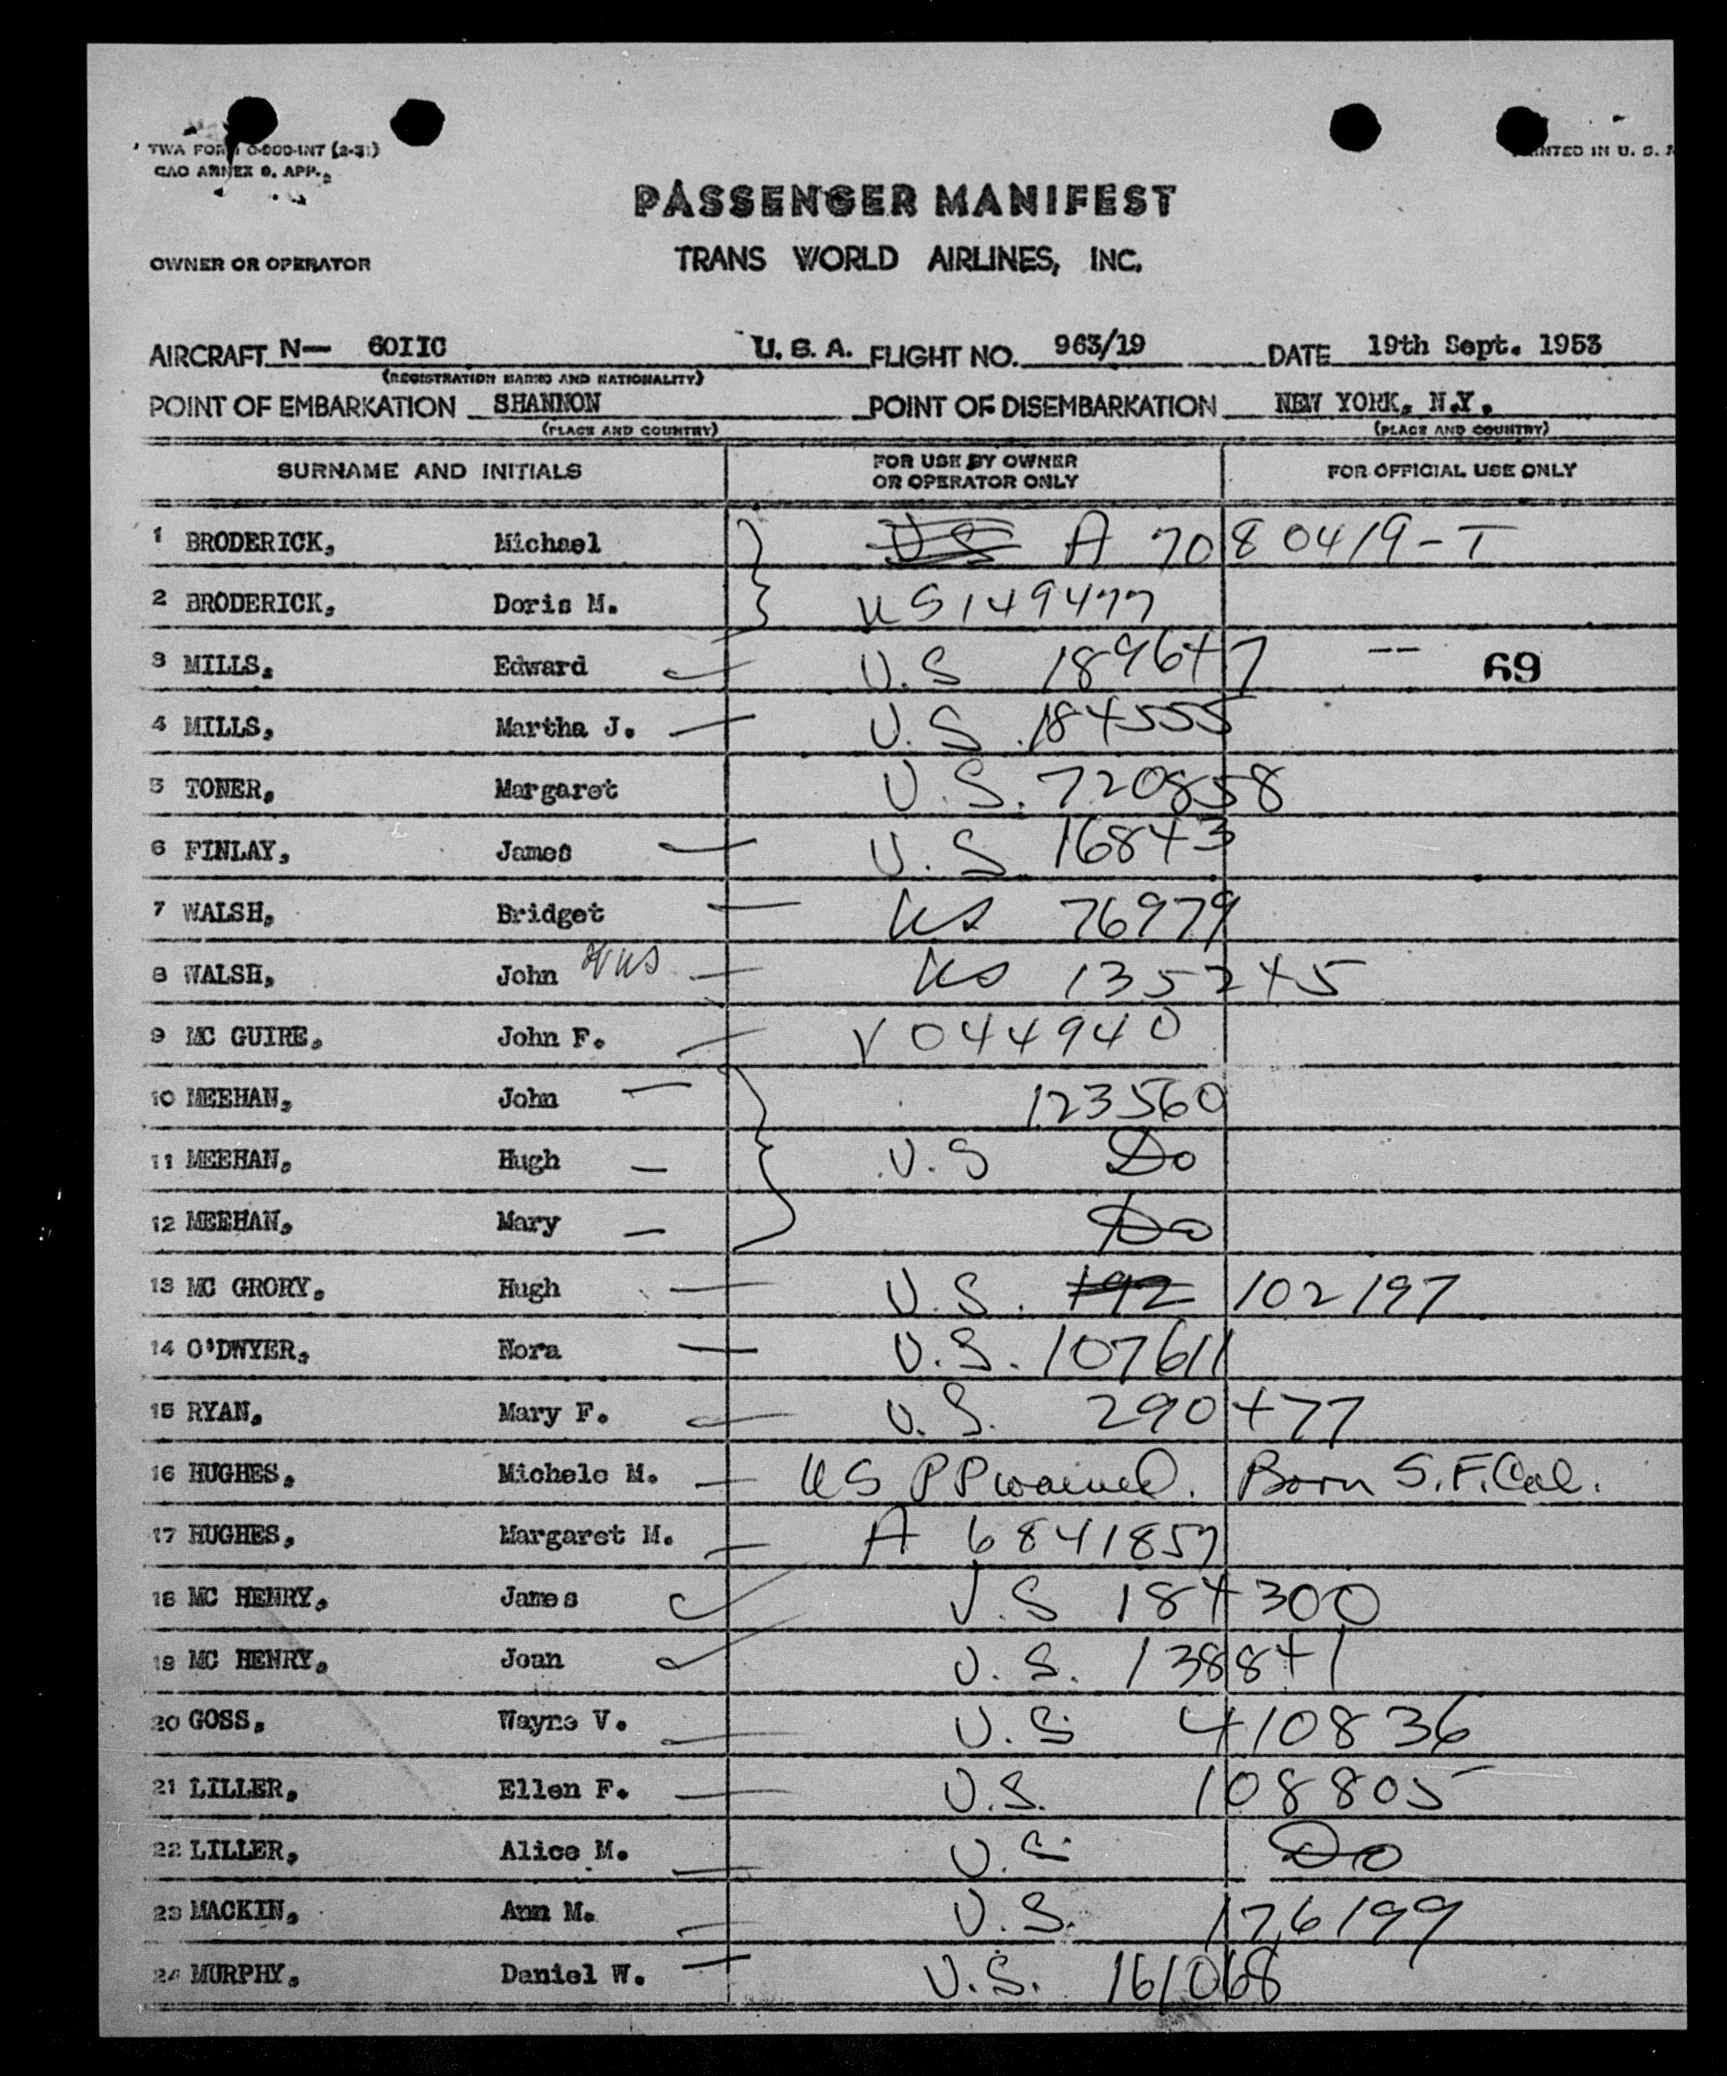 TWA FORM O-900-INT (2-51) PRINTED IN U. S. A
CAO ANNEX 9. APP.
PASSENGER MANIFEST
OWNER OR OPERATOR TRANS WORLD AIRLINES, INC.
AIRCRAFT N— 60IIC U.S.A. FLIGHT NO. 963/19 DATE 19th Sept. 1953
(REGISTRATION MARKS AND NATIONALITY)
POINT OF EMBARKATION SHANNON POINT OF DISEMBARKATION NEW YORK, N.Y.
(PLACE AND COUNTRY) (PLACE AND COUNTRY)
SURNAME AND INITIALS FOR USE BY OWNER OR OPERATOR ONLY FOR OFFICIAL USE ONLY
1 BRODERICK, Michael US A 7080419-T
2 BRODERICK, Doris M. US149477
3 MILLS, Edward U.S 189647 -- 69
4 MILLS, Martha J. U.S. 184555
5 TONER, Margaret U.S. 720858
6 FINLAY, James U.S. 16843
7 WALSH, Bridget US 76979
8 WALSH, John US 135245
9 MC GUIRE, John F. V 044940
10 MEEHAN, John 123560
11 MEEHAN, Hugh U.S Do
12 MEEHAN, Mary Do
13 MC GRORY, Hugh U.S. 192 102197
14 O'DWYER, Nora U.S. 107611
15 RYAN, Mary F. U.S. 290477
16 HUGHES, Michele M. US PP waived. Born S.F. Cal.
17 HUGHES, Margaret M. A 6841857
18 MC HENRY, James U.S 184300
19 MC HENRY, Joan U.S. 138841
20 GOSS, Wayne V. U.S 410836
21 LILLER, Ellen F. U.S. 108805
22 LILLER, Alice M. U.S Do
23 MACKIN, Ann M. U.S. 176199
24 MURPHY, Daniel W. U.S. 161068